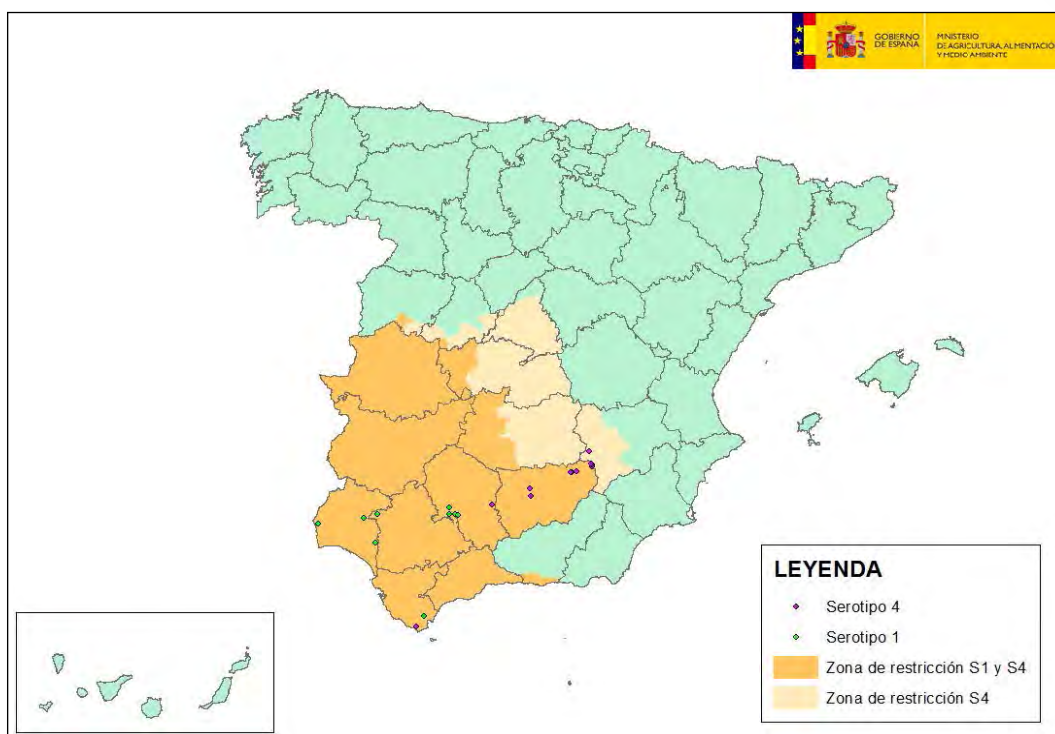 GOBIERNO
DE ESPAÑA
MINISTERIO
DE AGRICULTURA, ALIMENTACIÓ
Y MEDIO AMBIENTE
LEYENDA
Serotipo 4
Serotipo 1
Zona de restricción S1 y S4
Zona de restricción S4